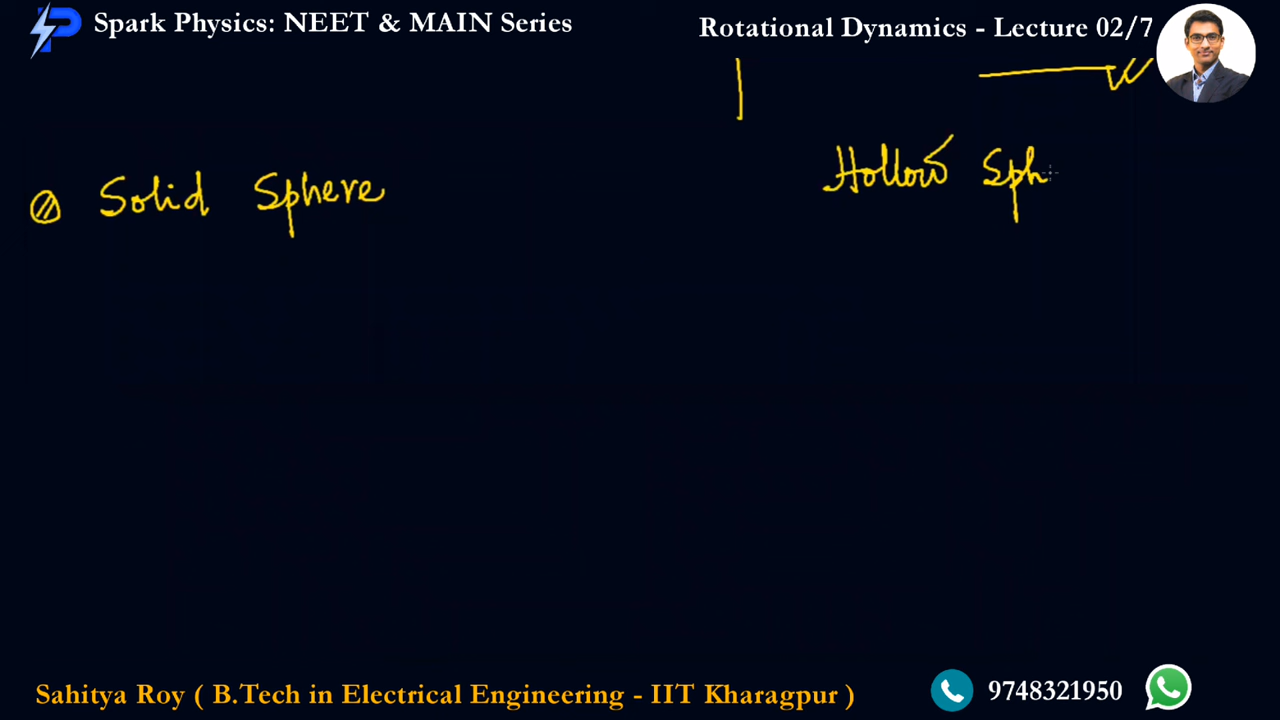 Spark Physics: NEET & MAIN Series
Rotational Dynamics - Lecture 02/7
Solid Sphere
Hollow Sph
Sahitya Roy ( B.Tech in Electrical Engineering - IIT Kharagpur )
9748321950